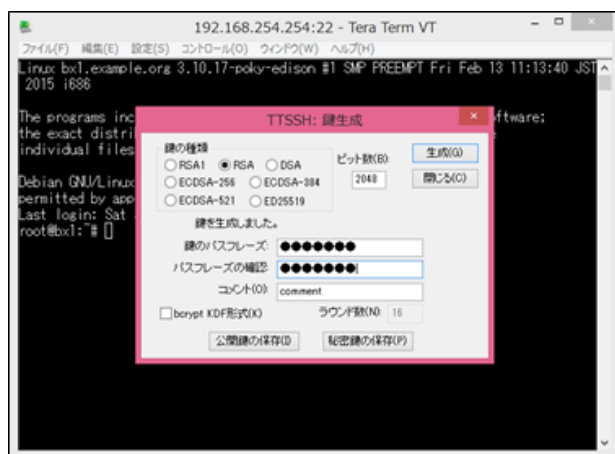 192.168.254.254:22 - Tera Term VT
ファイル(F) 編集(E) 設定(S) コントロール(O) ウィンドウ(W) ヘルプ(H)
Linux bx1.example.org 3.10.17-poky-edison #1 SMP PREEMPT Fri Feb 13 11:13:40 JST
2015 i686
The programs inc
ftware;
the exact distri
individual files
Debian GNU/Linux
permitted by app
Last login: Sat
root@bx1:~#
TTSSH: 鍵生成
鍵の種類
RSA1 RSA DSA
ECDSA-256 ECDSA-384
ECDSA-521 ED25519
ビット数(B):
2048
生成(G)
閉じる(C)
鍵を生成しました。
鍵のパスフレーズ: ●●●●●●●
パスフレーズの確認: ●●●●●●●
コメント(O): comment
bcrypt KDF形式(K) ラウンド数(N): 16
公開鍵の保存(I) 秘密鍵の保存(P)